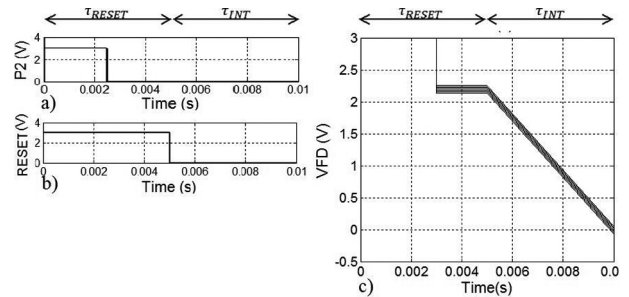 τRESET τINT
P2 (V)
4
2
0
0 0.002 0.004 0.006 0.008 0.01
Time (s)
a)
RESET(V)
4
2
0
0 0.002 0.004 0.006 0.008 0.01
Time (s)
b)
τRESET τINT
VFD (V)
3
2.5
2
1.5
1
0.5
0
-0.5
0 0.002 0.004 0.006 0.008 0.0
Time(s)
c)